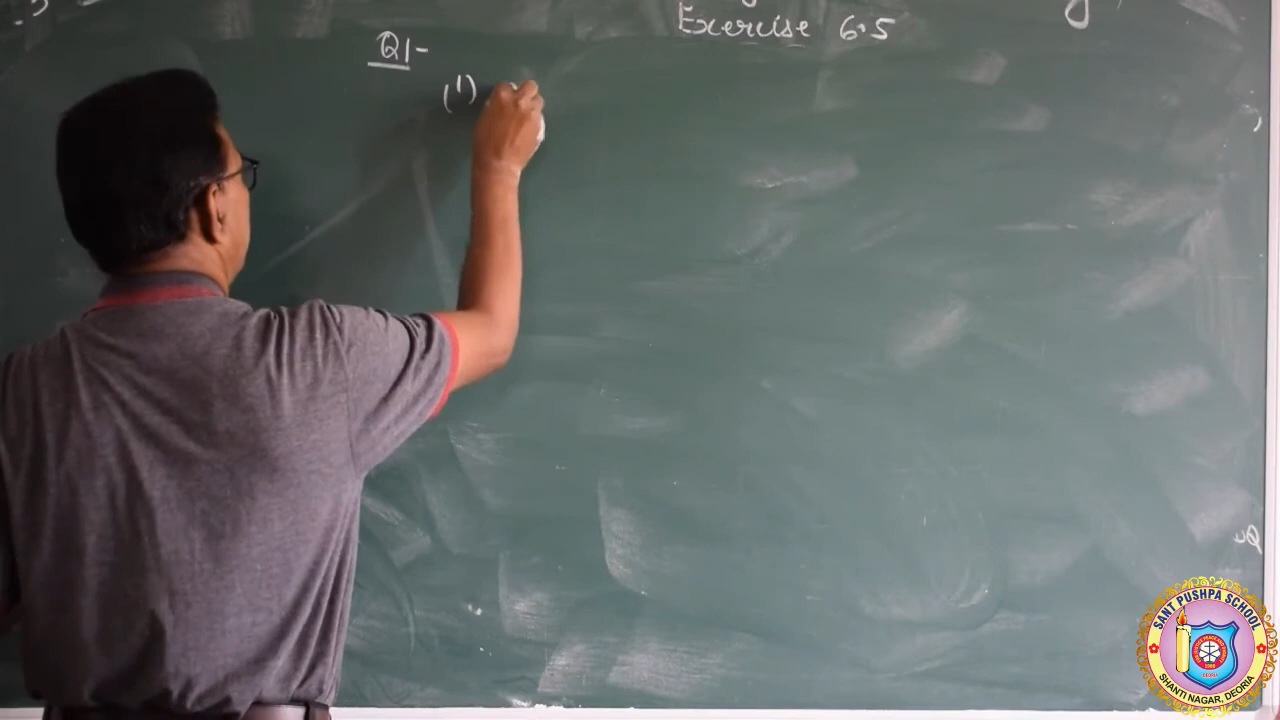 Exercise 6.5
Q1-
(1)
SANT PUSHPA SCHOOL
SHANTI NAGAR, DEORIA